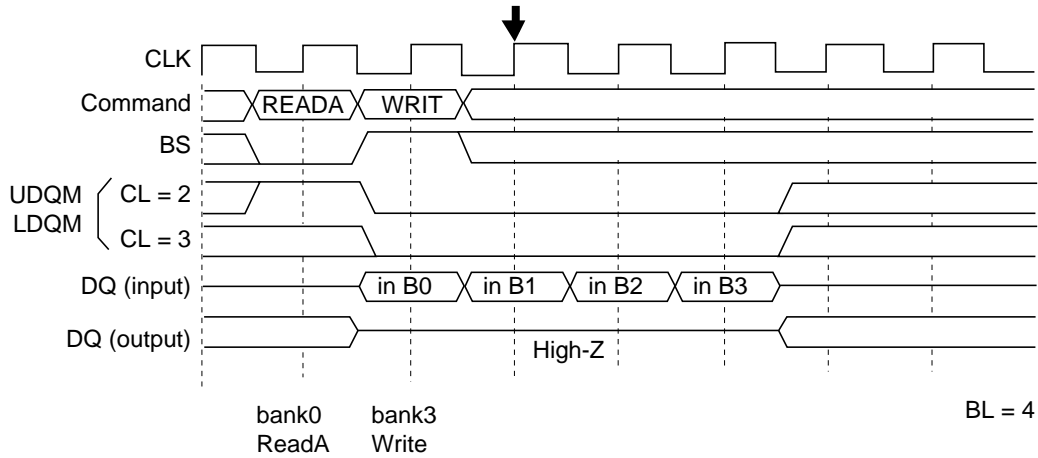 CLK
Command READA WRIT
BS
UDQM
LDQM
CL = 2
CL = 3
DQ (input) in B0 in B1 in B2 in B3
DQ (output) High-Z
bank0 bank3
ReadA Write
BL = 4